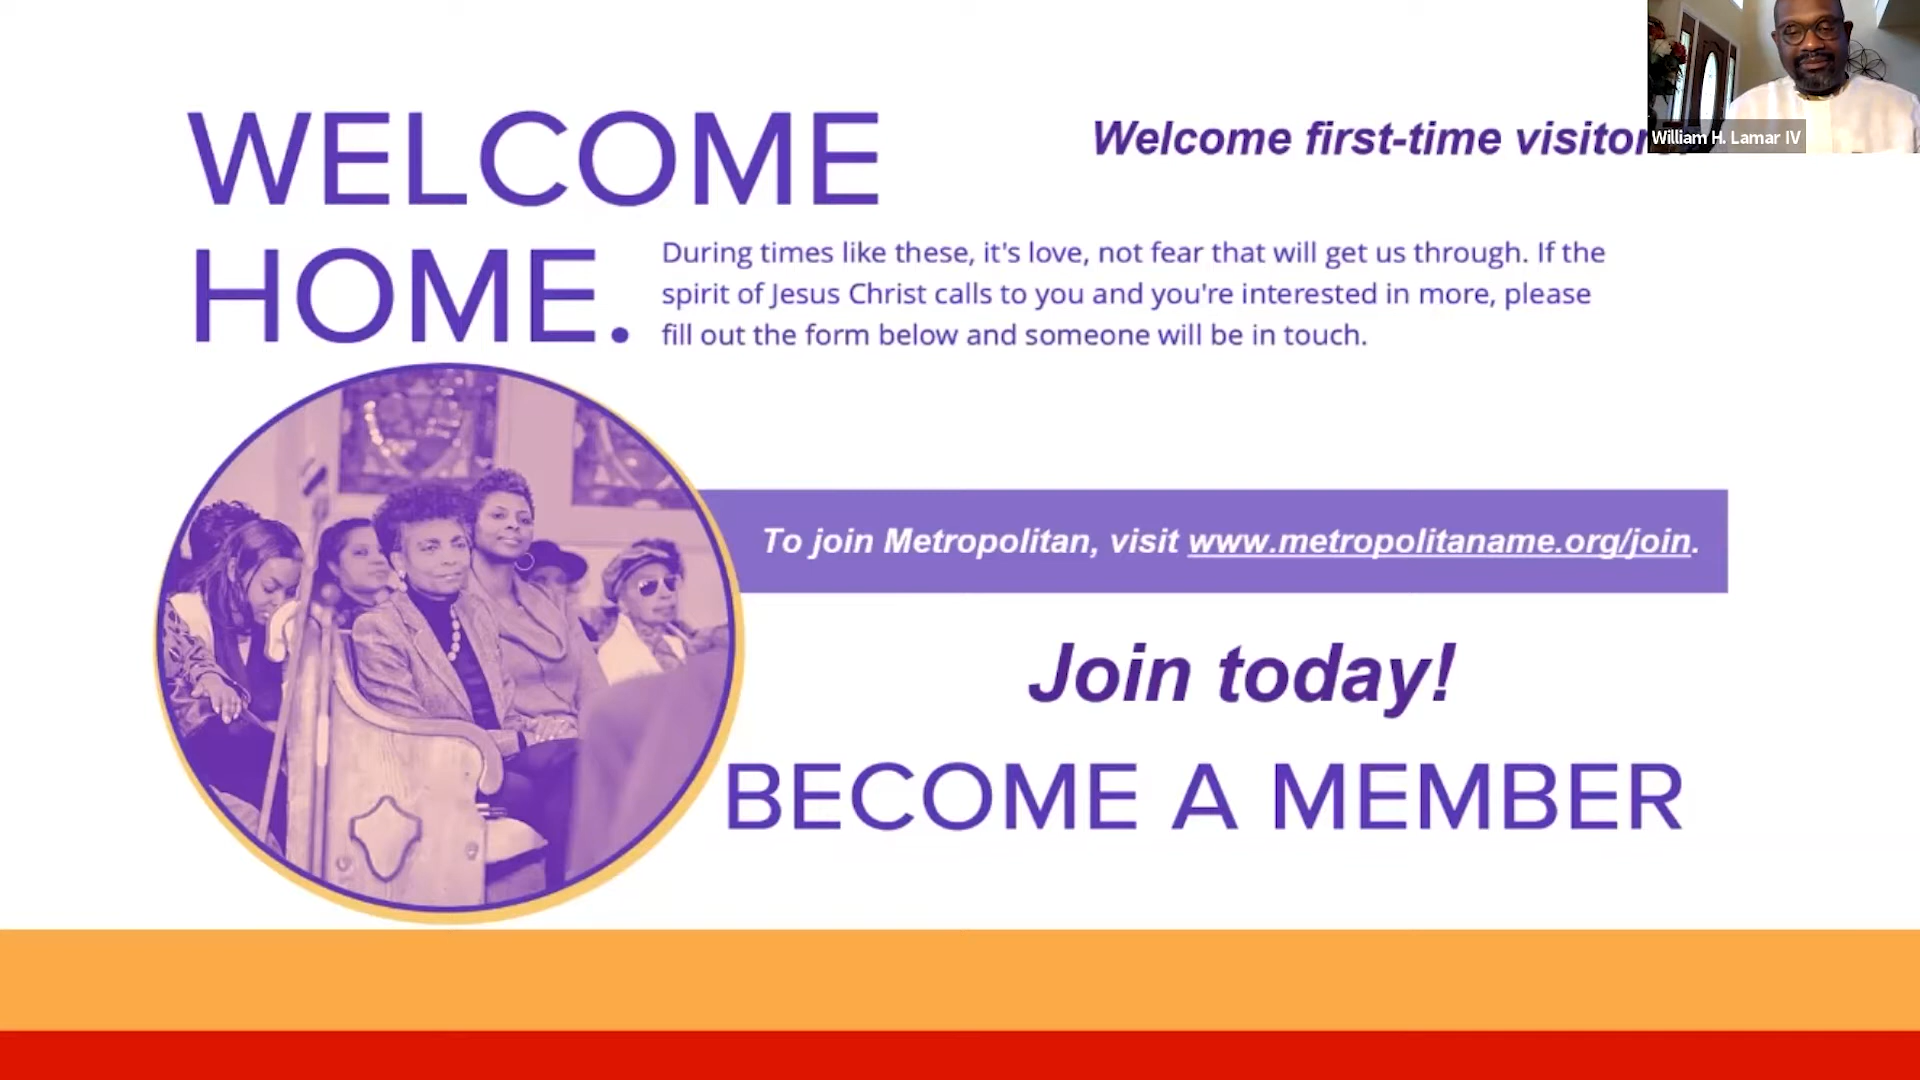 WELCOME
HOME.
Welcome first-time visitor
William H. Lamar IV
During times like these, it's love, not fear that will get us through. If the
spirit of Jesus Christ calls to you and you're interested in more, please
fill out the form below and someone will be in touch.
To join Metropolitan, visit www.metropolitaname.org/join.
Join today!
BECOME A MEMBER